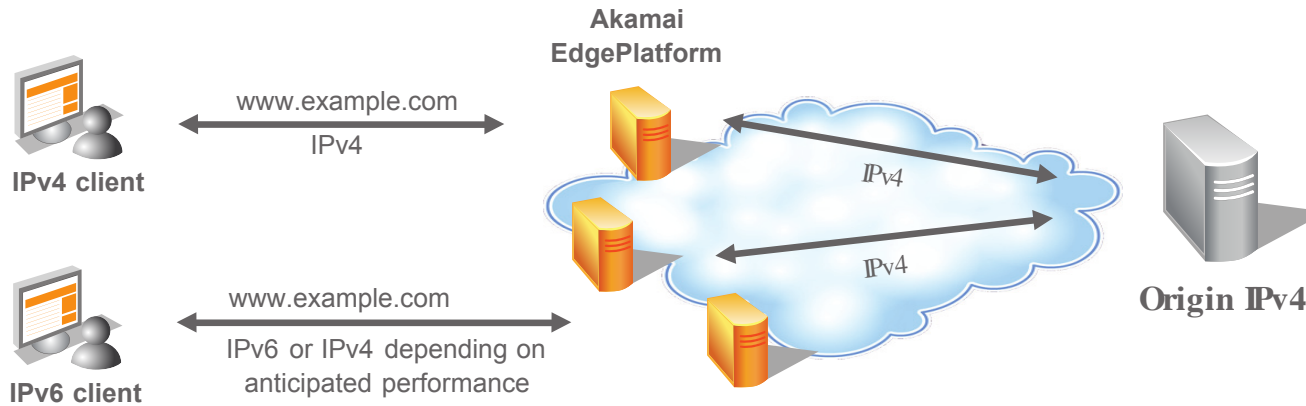 Akamai
EdgePlatform
www.example.com
IPv4
IPv4 client
IPv4
IPv4
Origin IPv4
www.example.com
IPv6 or IPv4 depending on
anticipated performance
IPv6 client